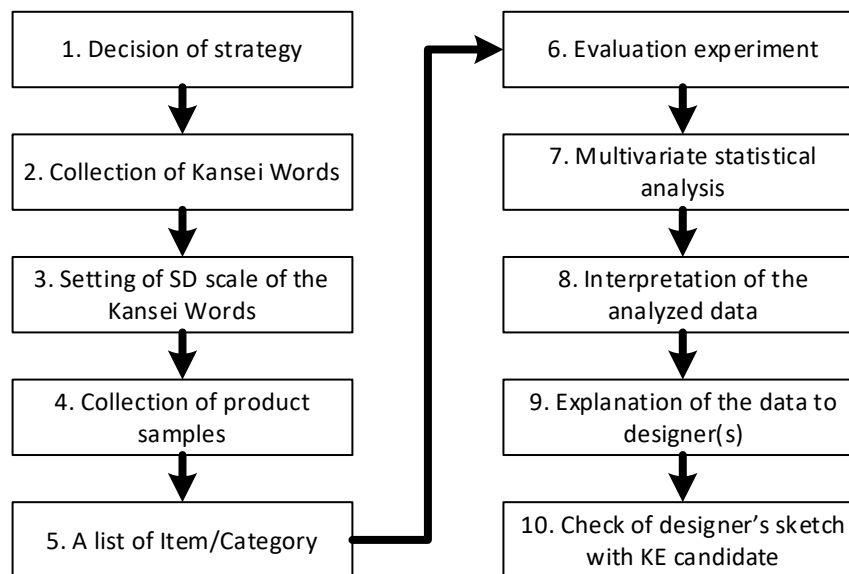 1. Decision of strategy
2. Collection of Kansei Words
3. Setting of SD scale of the
Kansei Words
4. Collection of product
samples
5. A list of Item/Category
6. Evaluation experiment
7. Multivariate statistical
analysis
8. Interpretation of the
analyzed data
9. Explanation of the data to
designer(s)
10. Check of designer’s sketch
with KE candidate